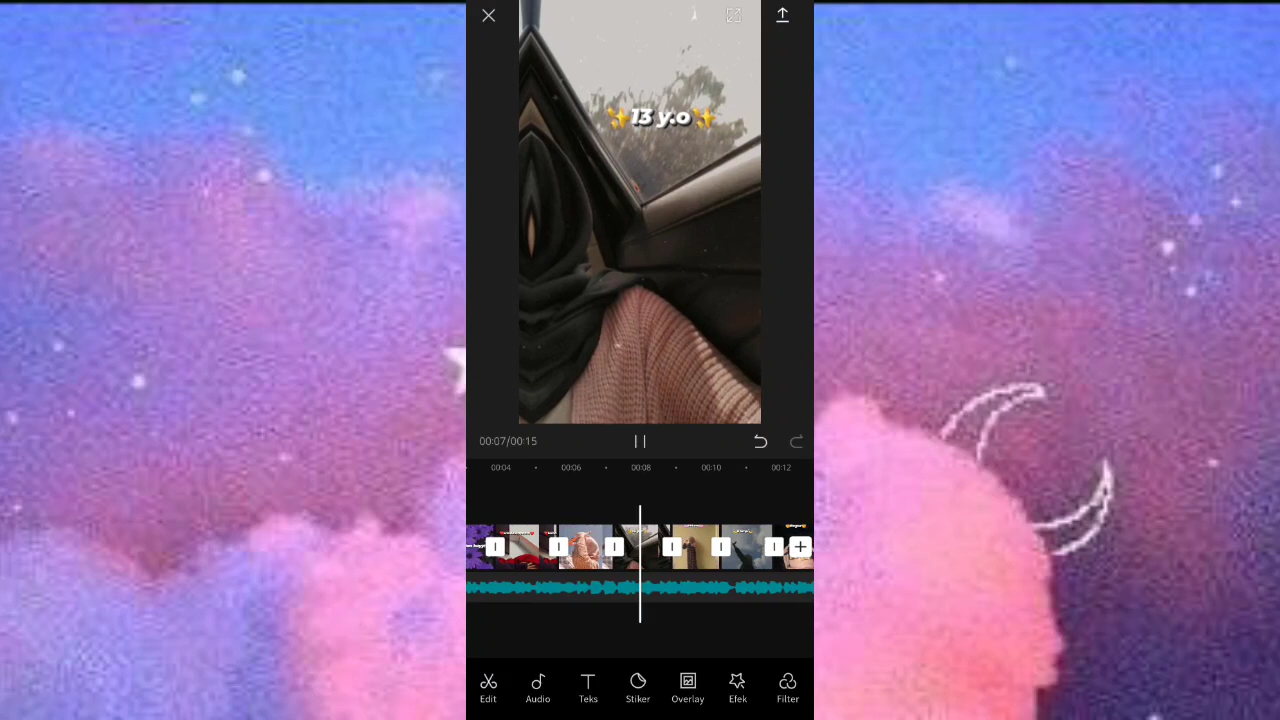 ✨13 y.o✨
00:07/00:15
00:04 00:06 00:08 00:10 00:12
Edit Audio Teks Stiker Overlay Efek Filter